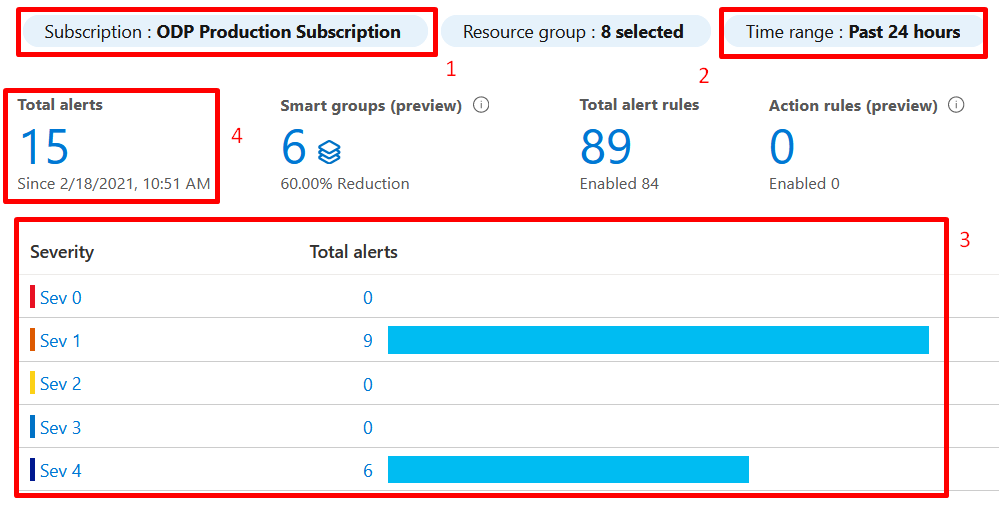 Subscription : ODP Production Subscription
Resource group : 8 selected
Time range : Past 24 hours
1
2
Total alerts
Smart groups (preview)
Total alert rules
Action rules (preview)
15
4
6
89
0
Since 2/18/2021, 10:51 AM
60.00% Reduction
Enabled 84
Enabled 0
3
Severity
Total alerts
Sev 0
0
Sev 1
9
Sev 2
0
Sev 3
0
Sev 4
6